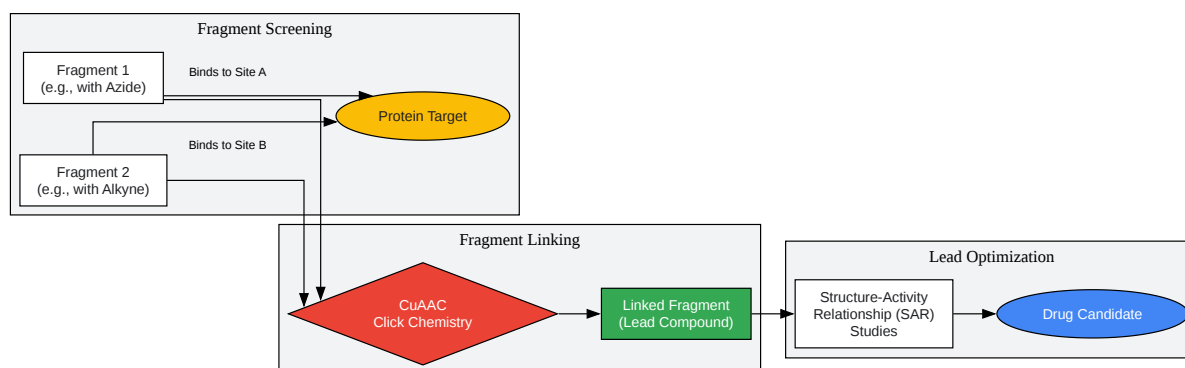 Fragment Screening
Fragment 1
(e.g., with Azide)
Binds to Site A
Protein Target
Binds to Site B
Fragment 2
(e.g., with Alkyne)
Fragment Linking
CuAAC
Click Chemistry
Linked Fragment
(Lead Compound)
Lead Optimization
Structure-Activity
Relationship (SAR)
Studies
Drug Candidate